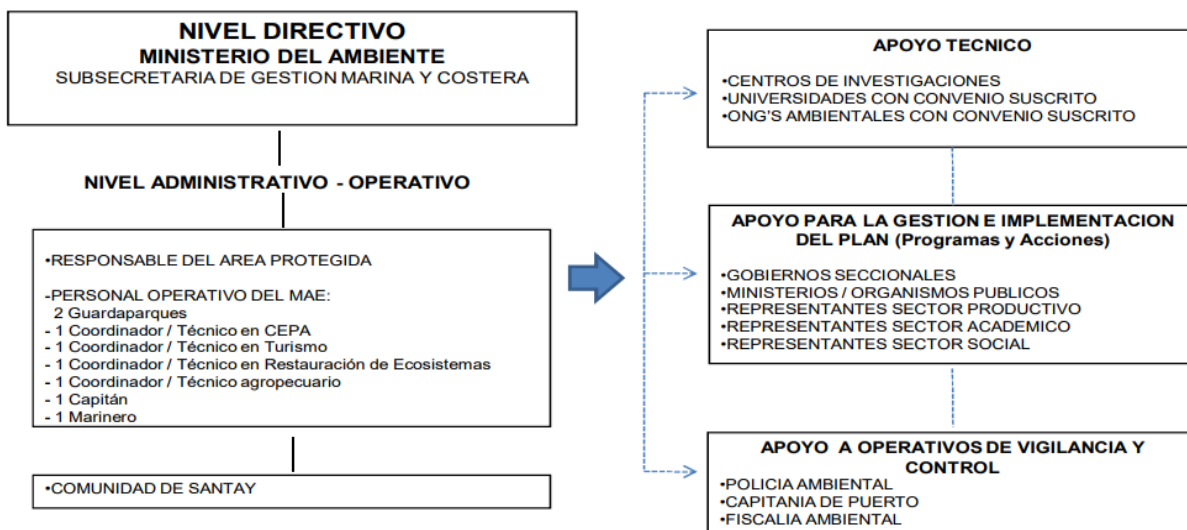 NIVEL DIRECTIVO
MINISTERIO DEL AMBIENTE
SUBSECRETARIA DE GESTION MARINA Y COSTERA
NIVEL ADMINISTRATIVO - OPERATIVO
•RESPONSABLE DEL AREA PROTEGIDA
-PERSONAL OPERATIVO DEL MAE:
2 Guardaparques
- 1 Coordinador / Técnico en CEPA
- 1 Coordinador / Técnico en Turismo
- 1 Coordinador / Técnico en Restauración de Ecosistemas
- 1 Coordinador / Técnico agropecuario
- 1 Capitán
- 1 Marinero
•COMUNIDAD DE SANTAY
APOYO TECNICO
•CENTROS DE INVESTIGACIONES
•UNIVERSIDADES CON CONVENIO SUSCRITO
•ONG'S AMBIENTALES CON CONVENIO SUSCRITO
APOYO PARA LA GESTION E IMPLEMENTACION
DEL PLAN (Programas y Acciones)
•GOBIERNOS SECCIONALES
•MINISTERIOS / ORGANISMOS PUBLICOS
•REPRESENTANTES SECTOR PRODUCTIVO
•REPRESENTANTES SECTOR ACADEMICO
•REPRESENTANTES SECTOR SOCIAL
APOYO A OPERATIVOS DE VIGILANCIA Y
CONTROL
•POLICIA AMBIENTAL
•CAPITANIA DE PUERTO
•FISCALIA AMBIENTAL